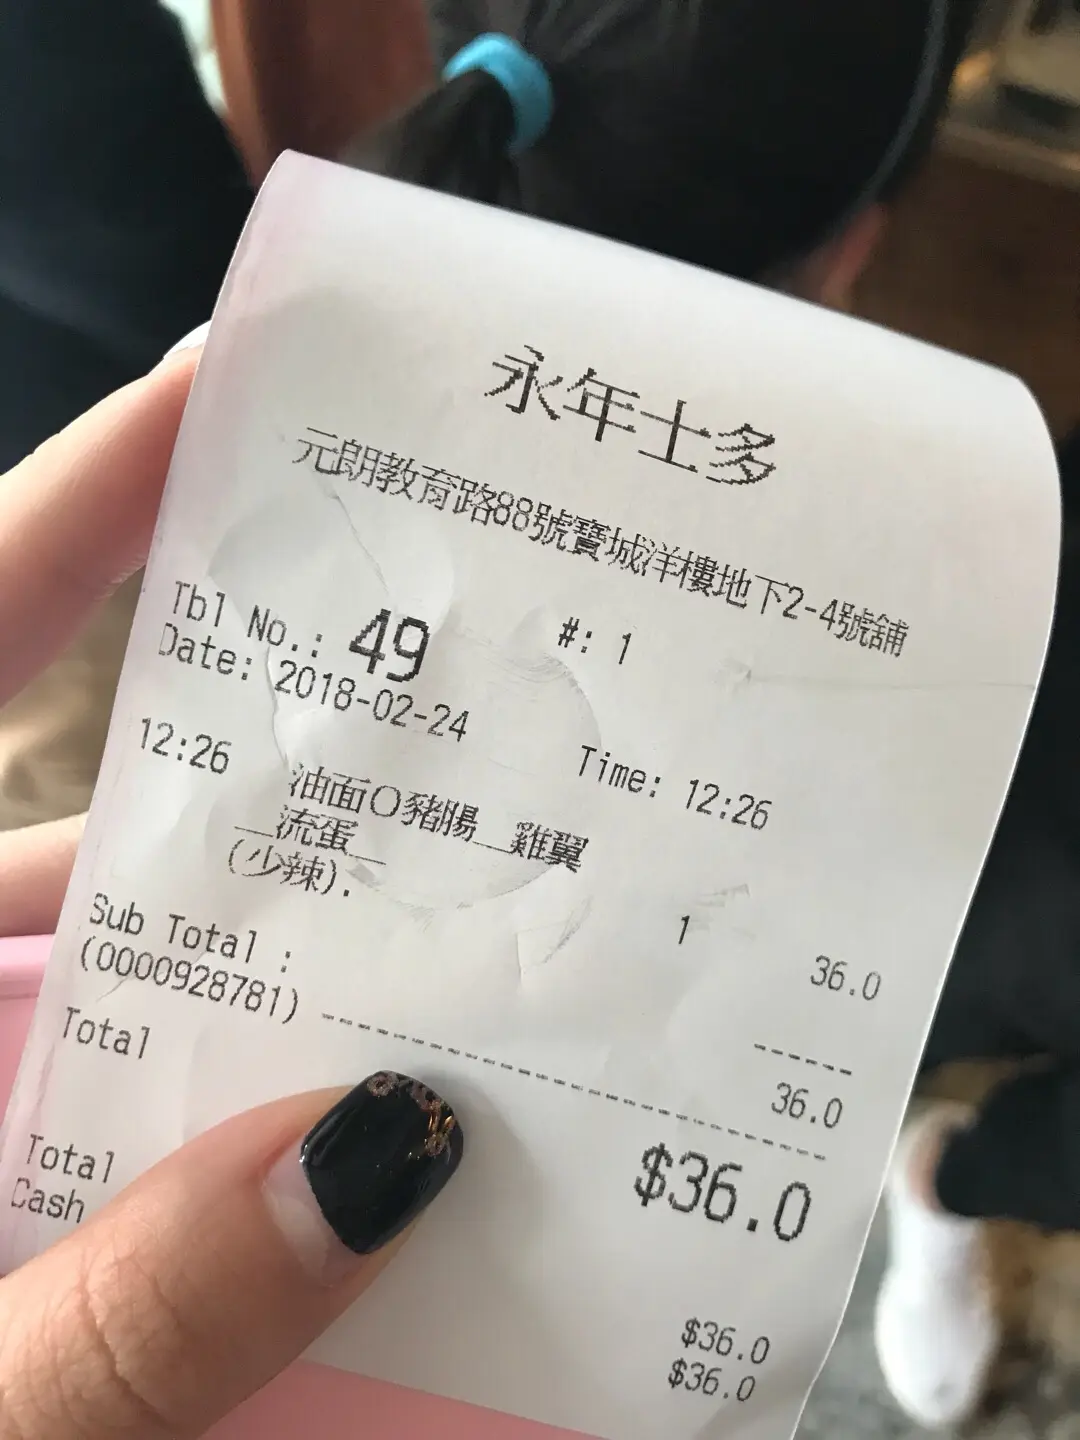 永年士多
元朗教育路88號寶城洋樓地下2-4號舖
Tbl No.: 49 #: 1
Date: 2018-02-24 Time: 12:26
12:26 油面O豬腸__雞翼
__流蛋__
(少辣). 1 36.0
Sub Total : 36.0
(0000928781)
Total $36.0
Total $36.0
Cash $36.0